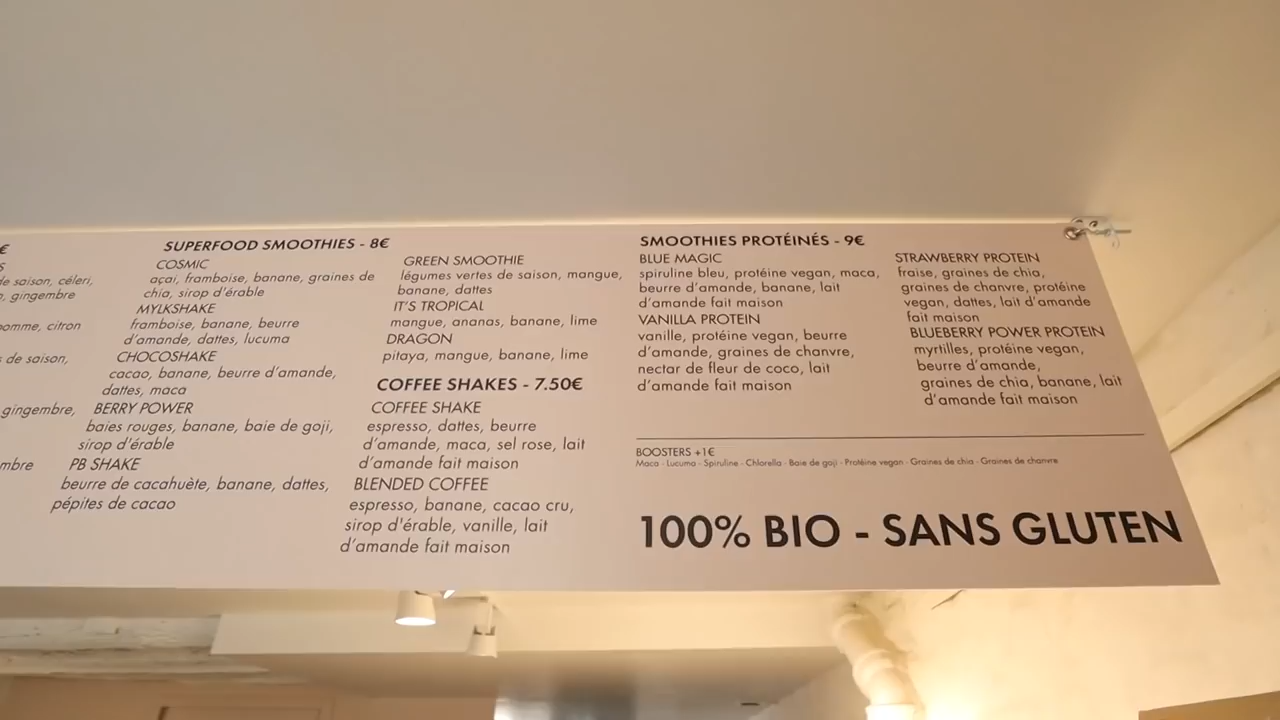 €
S
de saison, céleri,
, gingembre
pomme, citron
de saison,
gingembre,
SUPERFOOD SMOOTHIES - 8€
COSMIC
açai, framboise, banane, graines de
chia, sirop d'érable
MYLKSHAKE
framboise, banane, beurre
d'amande, dattes, lucuma
CHOCOSHAKE
cacao, banane, beurre d'amande,
dattes, maca
BERRY POWER
baies rouges, banane, baie de goji,
sirop d'érable
PB SHAKE
beurre de cacahuète, banane, dattes,
pépites de cacao
GREEN SMOOTHIE
légumes vertes de saison, mangue,
banane, dattes
IT'S TROPICAL
mangue, ananas, banane, lime
DRAGON
pitaya, mangue, banane, lime
COFFEE SHAKES - 7.50€
COFFEE SHAKE
espresso, dattes, beurre
d'amande, maca, sel rose, lait
d'amande fait maison
BLENDED COFFEE
espresso, banane, cacao cru,
sirop d'érable, vanille, lait
d'amande fait maison
SMOOTHIES PROTÉINÉS - 9€
BLUE MAGIC
spiruline bleu, protéine vegan, maca,
beurre d'amande, banane, lait
d'amande fait maison
VANILLA PROTEIN
vanille, protéine vegan, beurre
d'amande, graines de chanvre,
nectar de fleur de coco, lait
d'amande fait maison
STRAWBERRY PROTEIN
fraise, graines de chia,
graines de chanvre, protéine
vegan, dattes, lait d'amande
fait maison
BLUEBERRY POWER PROTEIN
myrtilles, protéine vegan,
beurre d'amande,
graines de chia, banane, lait
d'amande fait maison
BOOSTERS +1€
Maca - Lucuma - Spiruline - Chlorella - Baie de goji - Protéine vegan - Graines de chia - Graines de chanvre
100% BIO - SANS GLUTEN